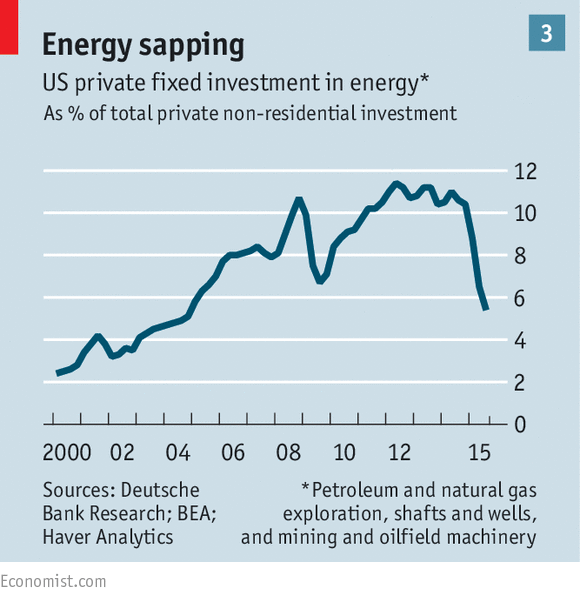 Energy sapping
3
US private fixed investment in energy*
As % of total private non-residential investment
12
10
8
6
4
2
0
2000 02 04 06 08 10 12 15
Sources: Deutsche
Bank Research; BEA;
Haver Analytics
*Petroleum and natural gas
exploration, shafts and wells,
and mining and oilfield machinery
Economist.com